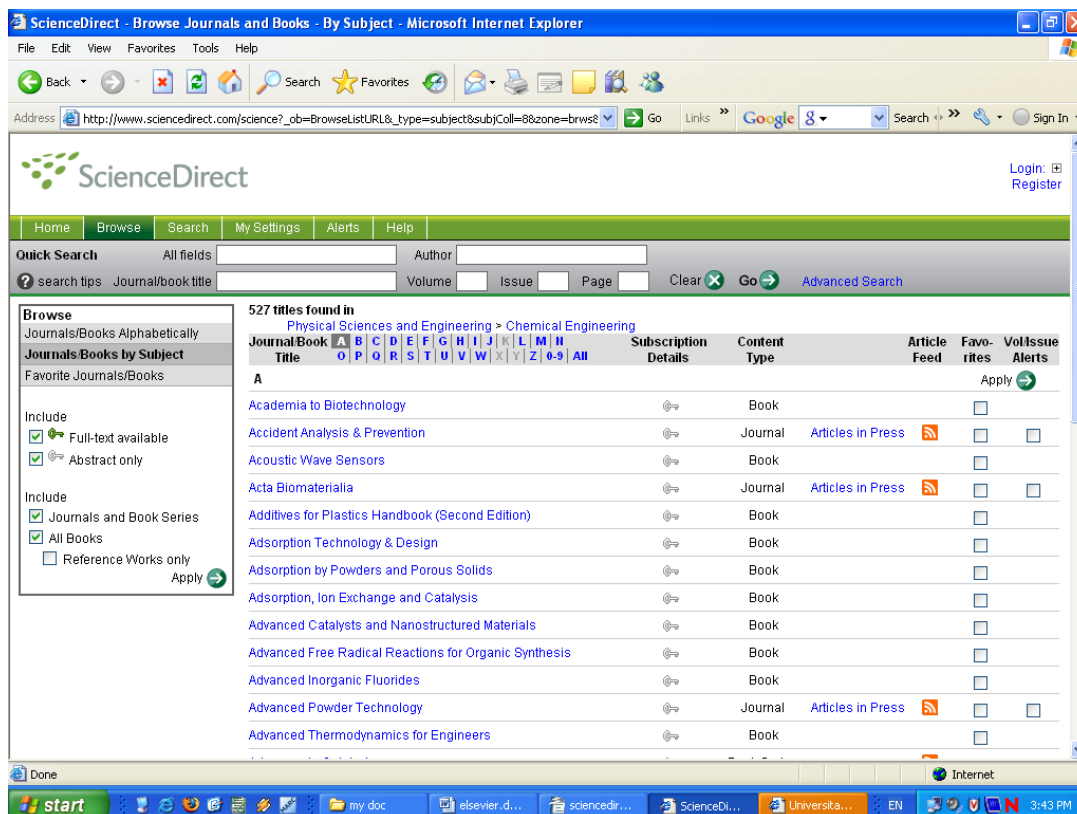 ScienceDirect - Browse Journals and Books - By Subject - Microsoft Internet Explorer
File Edit View Favorites Tools Help
Back Search Favorites
Address http://www.sciencedirect.com/science?_ob=BrowseListURL&_type=subject&subjColl=8&zone=brws& Go Links » Google Search » Sign In
ScienceDirect
Login:
Register
Home Browse Search My Settings Alerts Help
Quick Search All fields Author
? search tips Journal/book title Volume Issue Page Clear Go Advanced Search
Browse
Journals/Books Alphabetically
Journals/Books by Subject
Favorite Journals/Books
Include
Full-text available
Abstract only
Include
Journals and Book Series
All Books
Reference Works only
Apply
527 titles found in
Physical Sciences and Engineering > Chemical Engineering
Journal/Book A B C D E F G H I J K L M N Subscription Content Article Favo- Vol/Issue
Title O P Q R S T U V W X Y Z 0-9 All Details Type Feed rites Alerts
A Apply
Academia to Biotechnology Book
Accident Analysis & Prevention Journal Articles in Press
Acoustic Wave Sensors Book
Acta Biomaterialia Journal Articles in Press
Additives for Plastics Handbook (Second Edition) Book
Adsorption Technology & Design Book
Adsorption by Powders and Porous Solids Book
Adsorption, Ion Exchange and Catalysis Book
Advanced Catalysts and Nanostructured Materials Book
Advanced Free Radical Reactions for Organic Synthesis Book
Advanced Inorganic Fluorides Book
Advanced Powder Technology Journal Articles in Press
Advanced Thermodynamics for Engineers Book
Done Internet
start my doc elsevier.d... sciencedir... ScienceDi... Universita... EN 3:43 PM